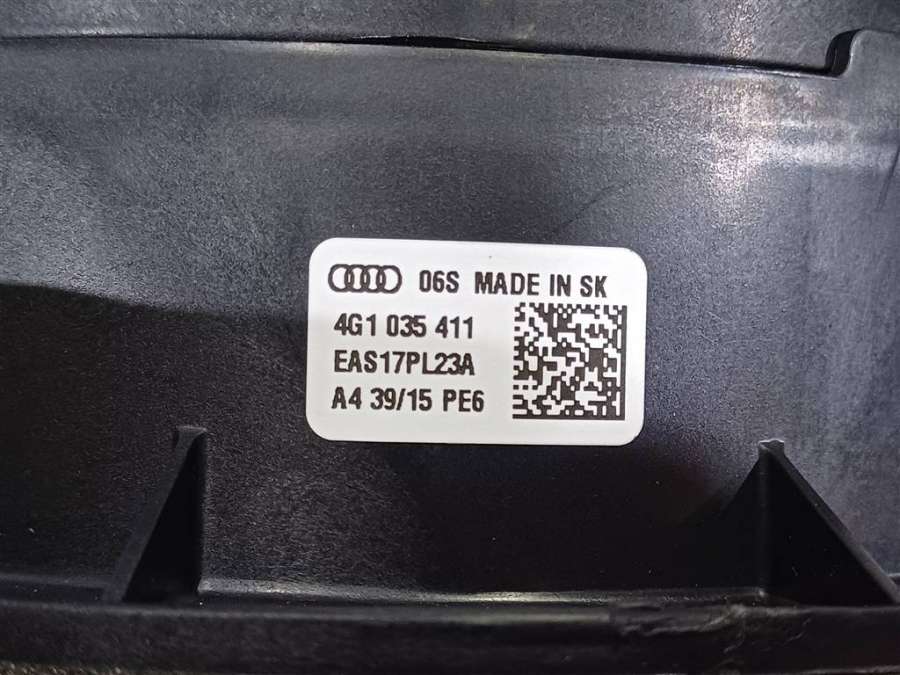 06S MADE IN SK
4G1 035 411
EAS17PL23A
A4 39/15 PE6